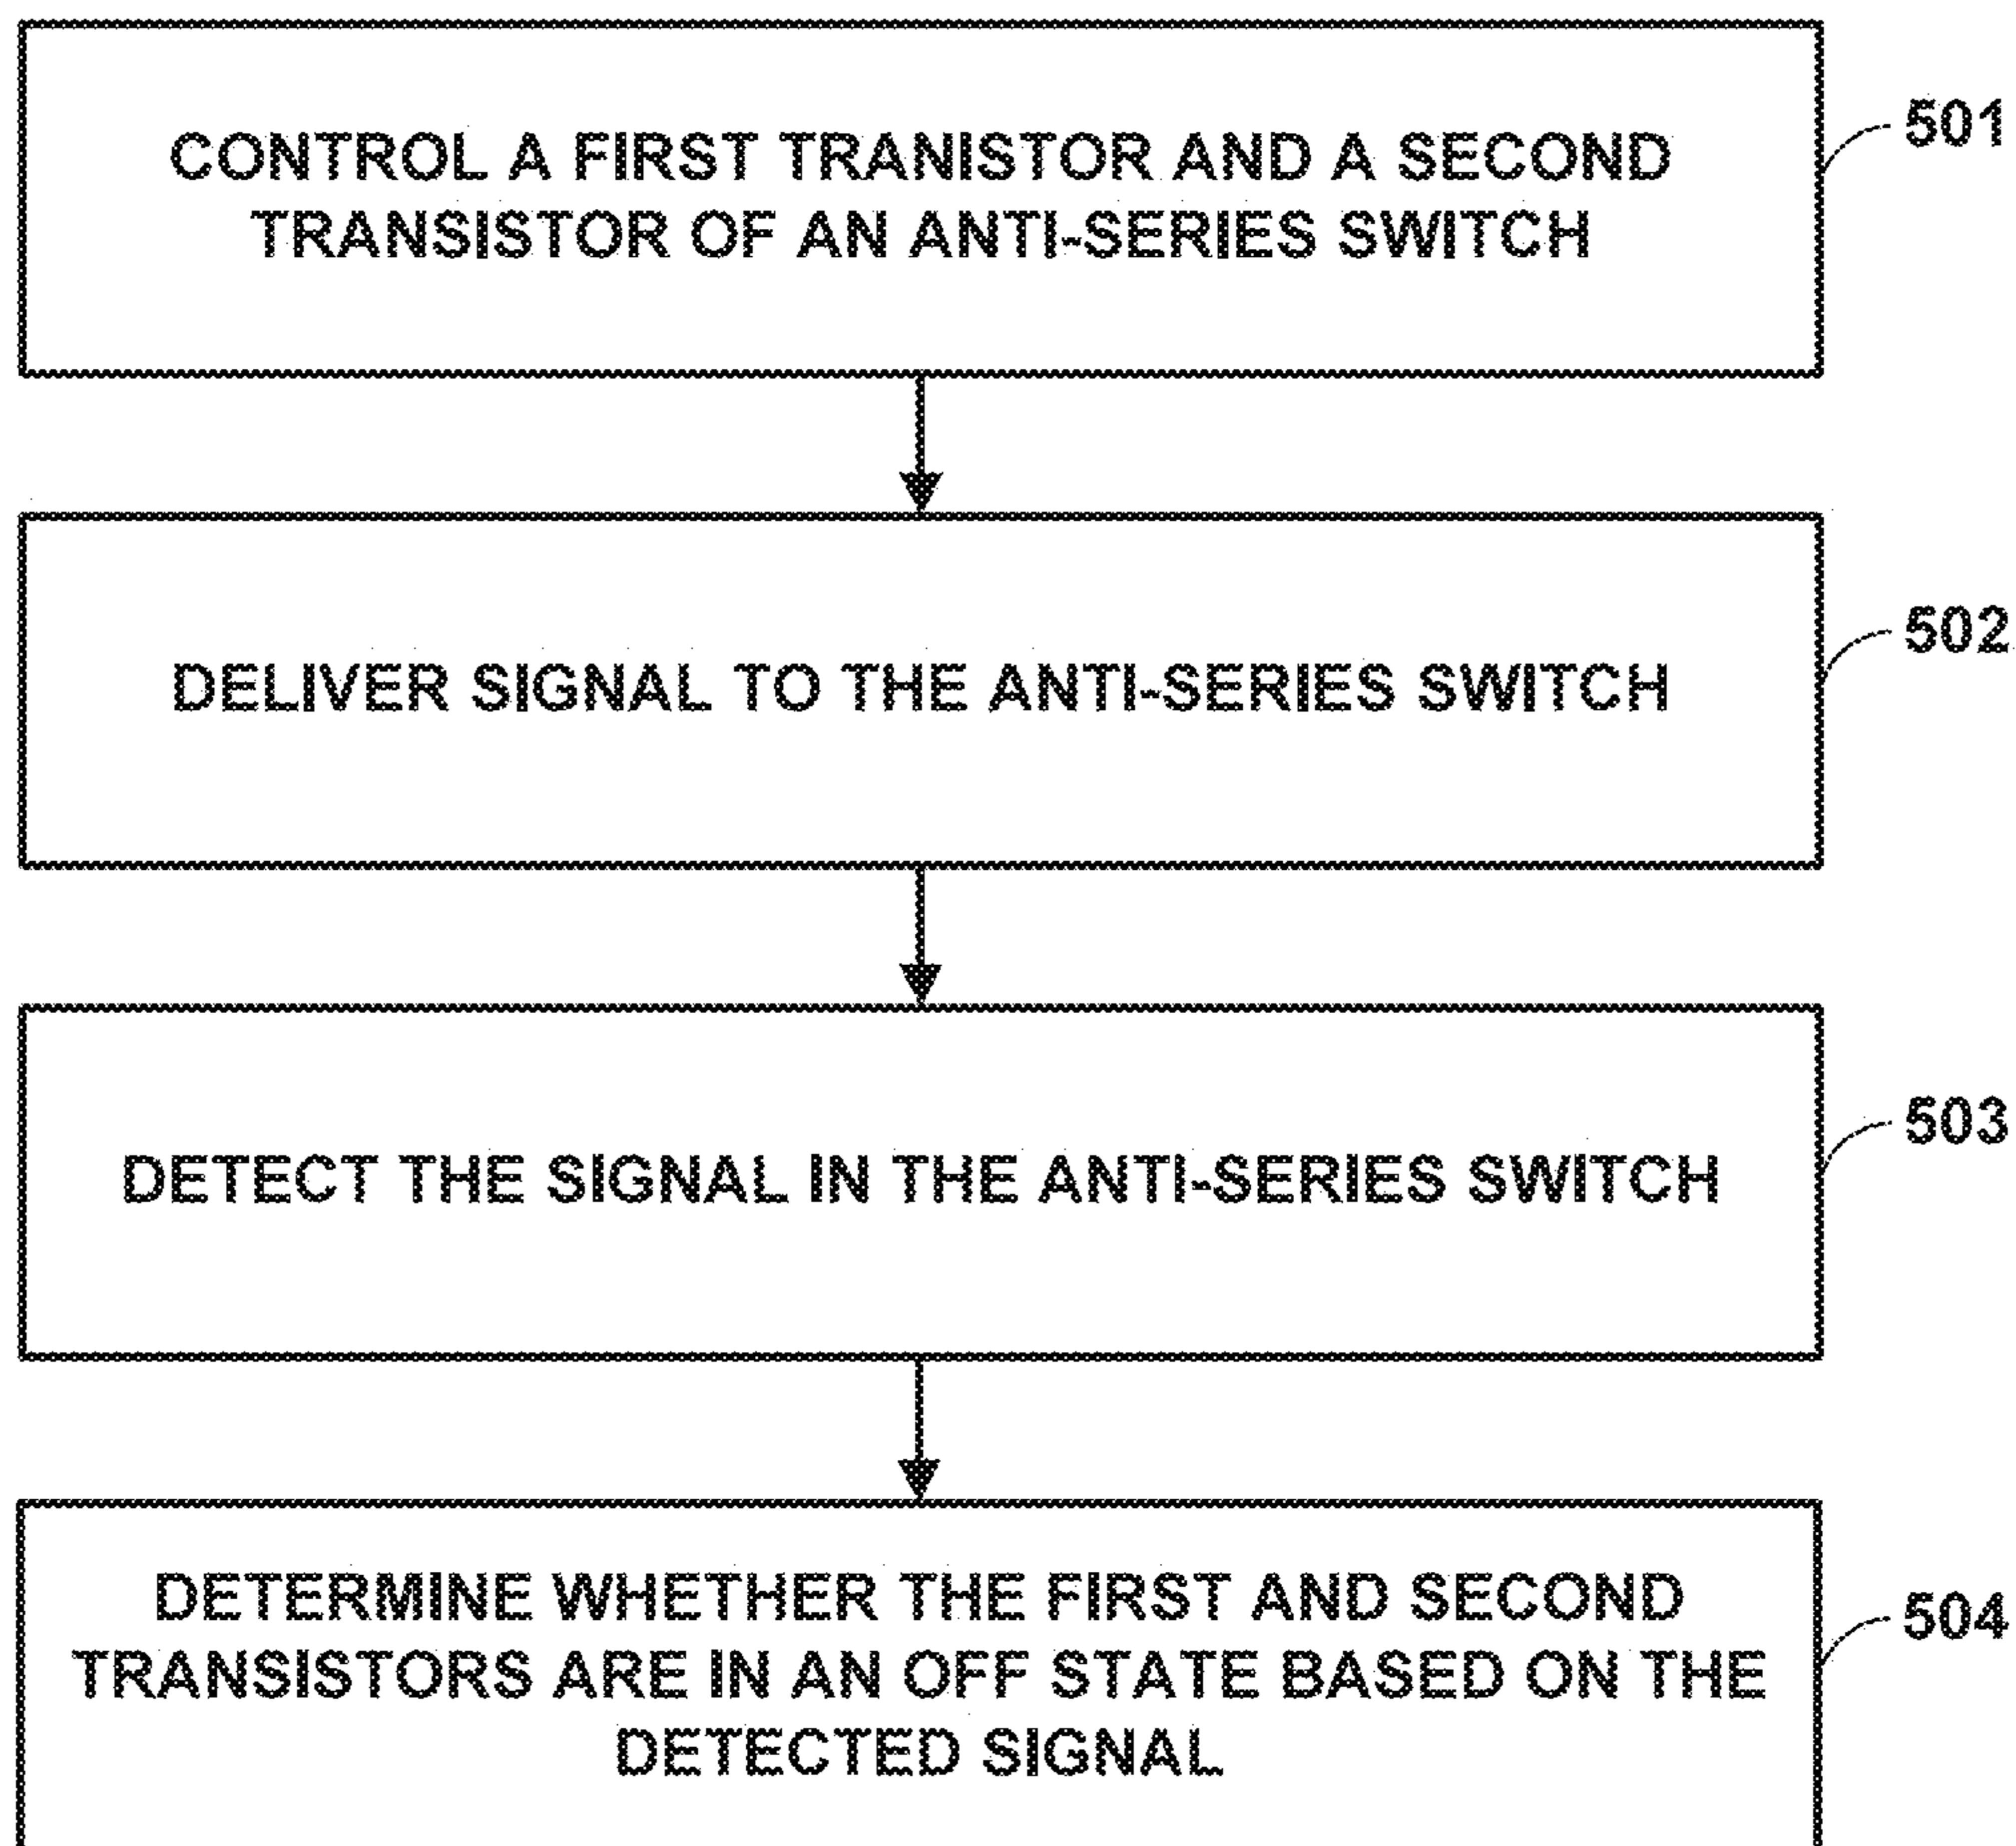 CONTROL A FIRST TRANISTOR AND A SECOND
TRANSISTOR OF AN ANTI-SERIES SWITCH
501
DELIVER SIGNAL TO THE ANTI-SERIES SWITCH
502
DETECT THE SIGNAL IN THE ANTI-SERIES SWITCH
503
DETERMINE WHETHER THE FIRST AND SECOND
TRANSISTORS ARE IN AN OFF STATE BASED ON THE
DETECTED SIGNAL
504